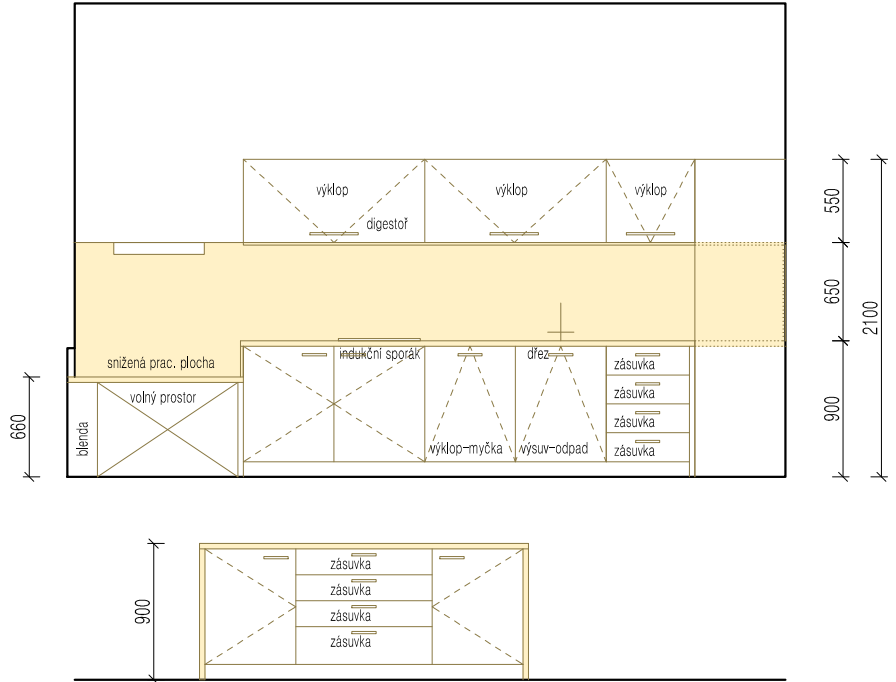 výklop
výklop
výklop
digestoř
550
650
2100
900
snížená prac. plocha
indukční sporák
dřez
zásuvka
zásuvka
zásuvka
zásuvka
volný prostor
blenda
660
výklop-myčka
výsuv-odpad
900
zásuvka
zásuvka
zásuvka
zásuvka